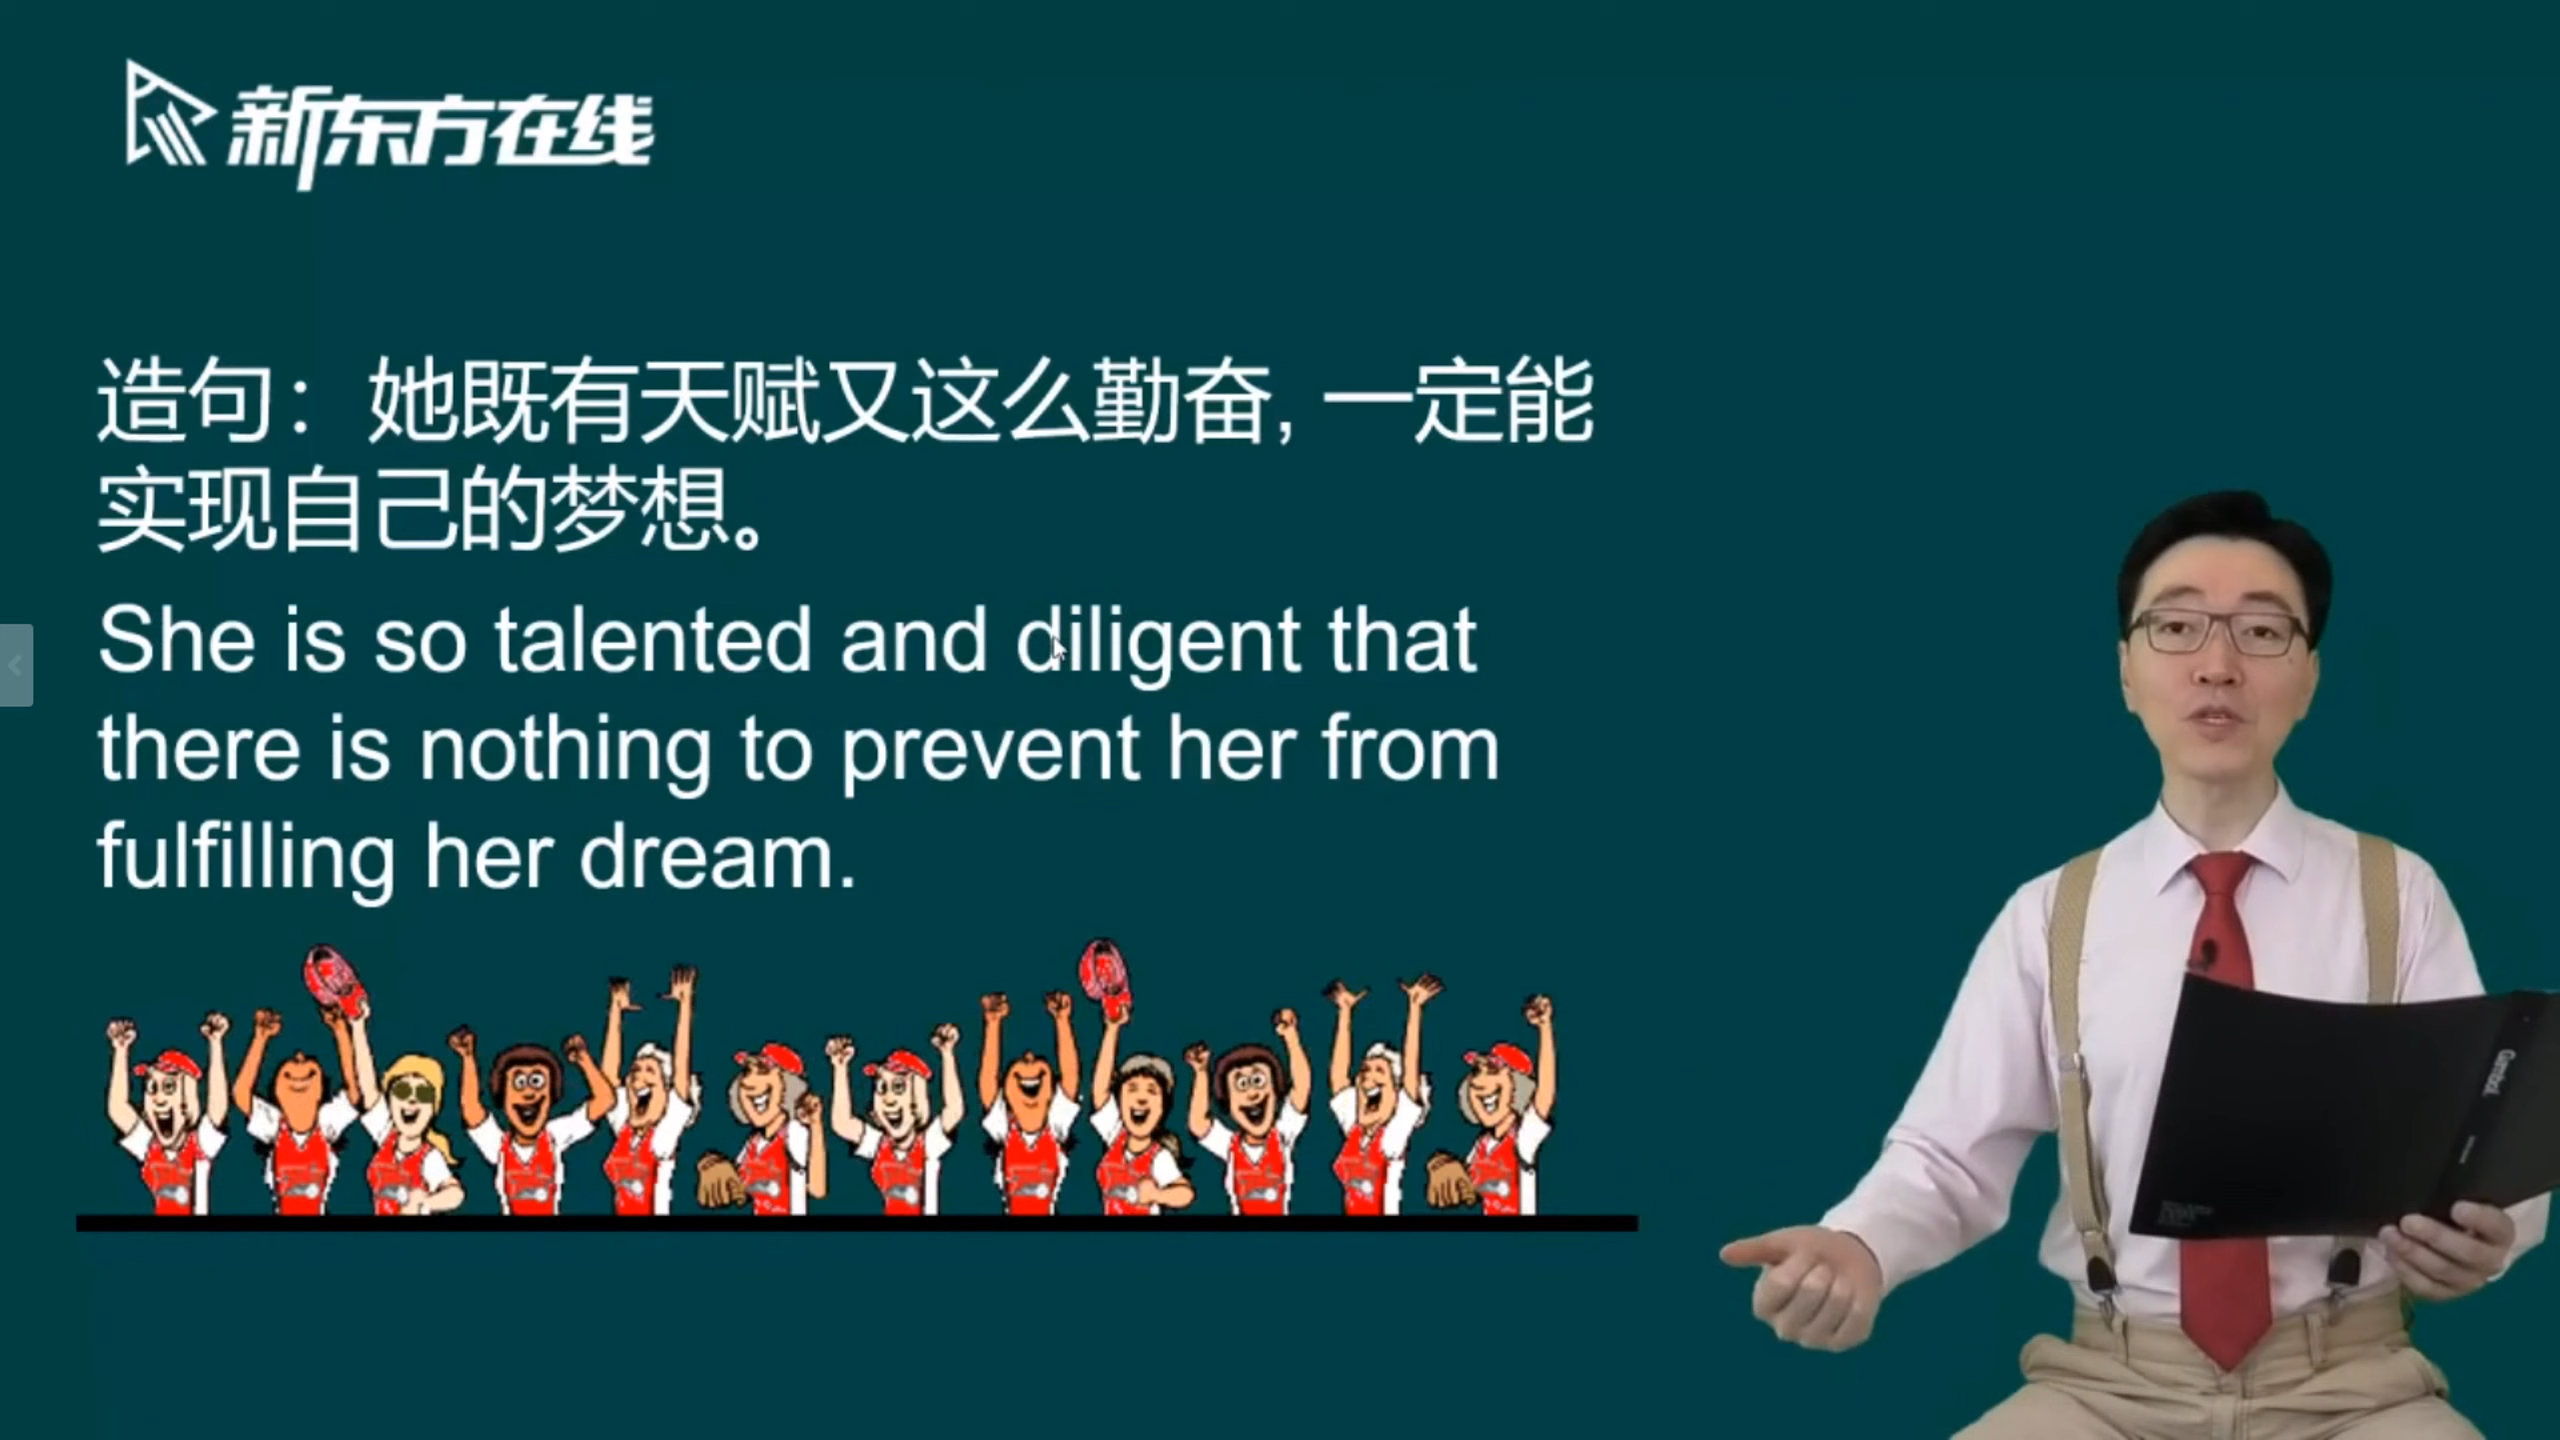 新东方在线
造句：她既有天赋又这么勤奋, 一定能
实现自己的梦想。
She is so talented and diligent that
there is nothing to prevent her from
fulfilling her dream.